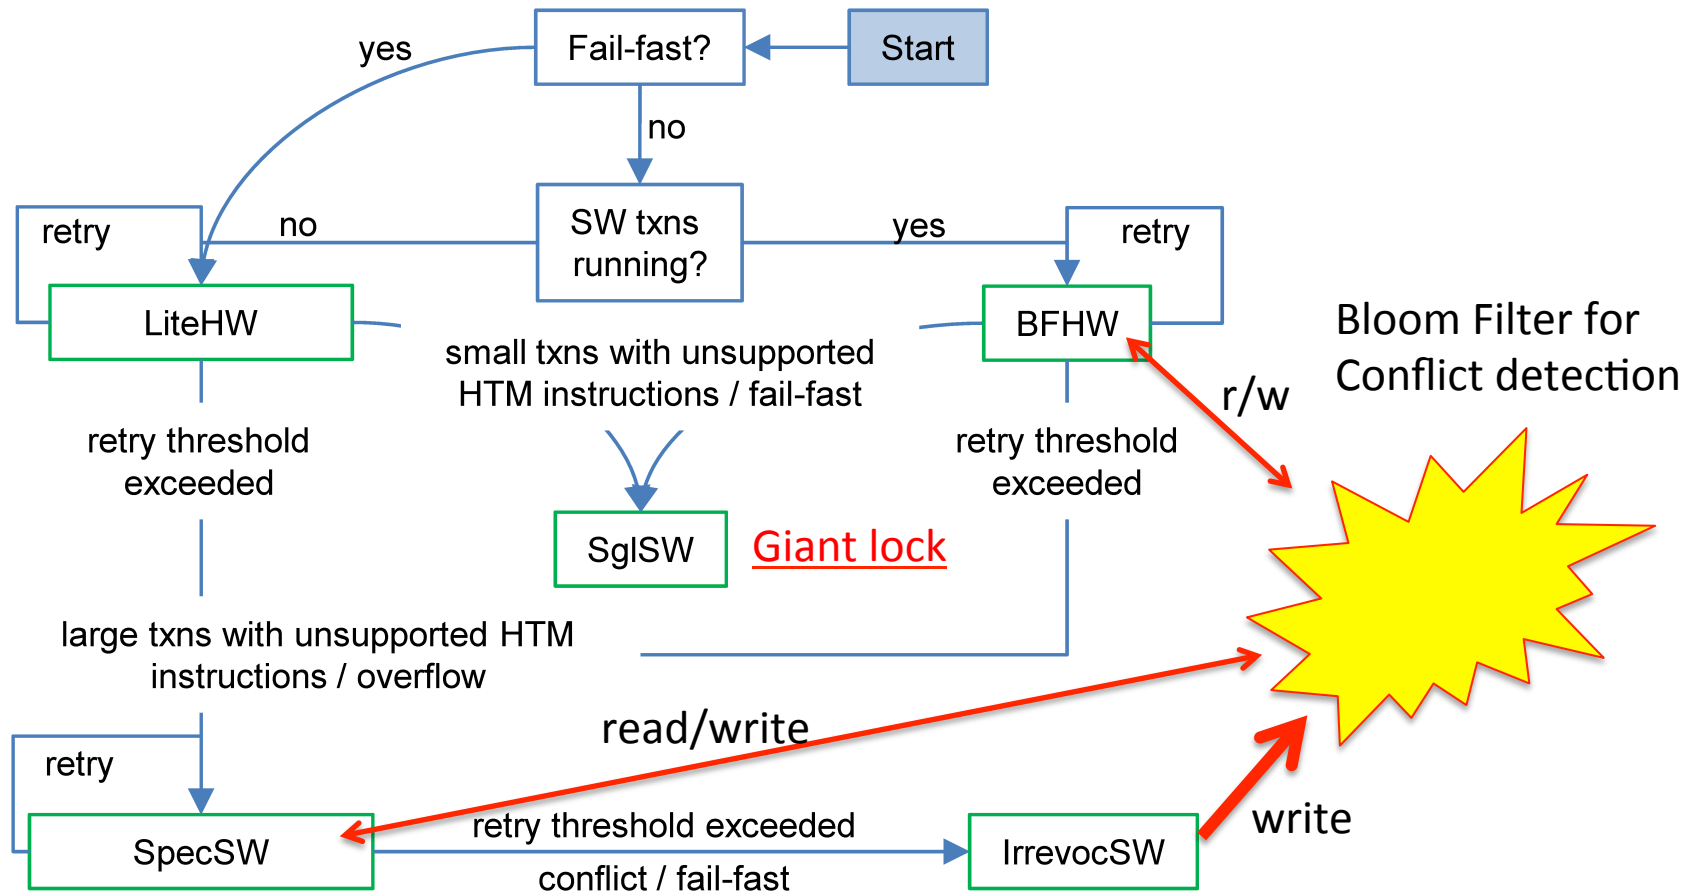 Fail-fast?
Start
yes
no
SW txns
running?
no
yes
retry
retry
LiteHW
BFHW
small txns with unsupported
HTM instructions / fail-fast
Bloom Filter for
Conflict detection
r/w
retry threshold
exceeded
retry threshold
exceeded
SglSW
Giant lock
large txns with unsupported HTM
instructions / overflow
read/write
retry
SpecSW
retry threshold exceeded
conflict / fail-fast
IrrevocSW
write